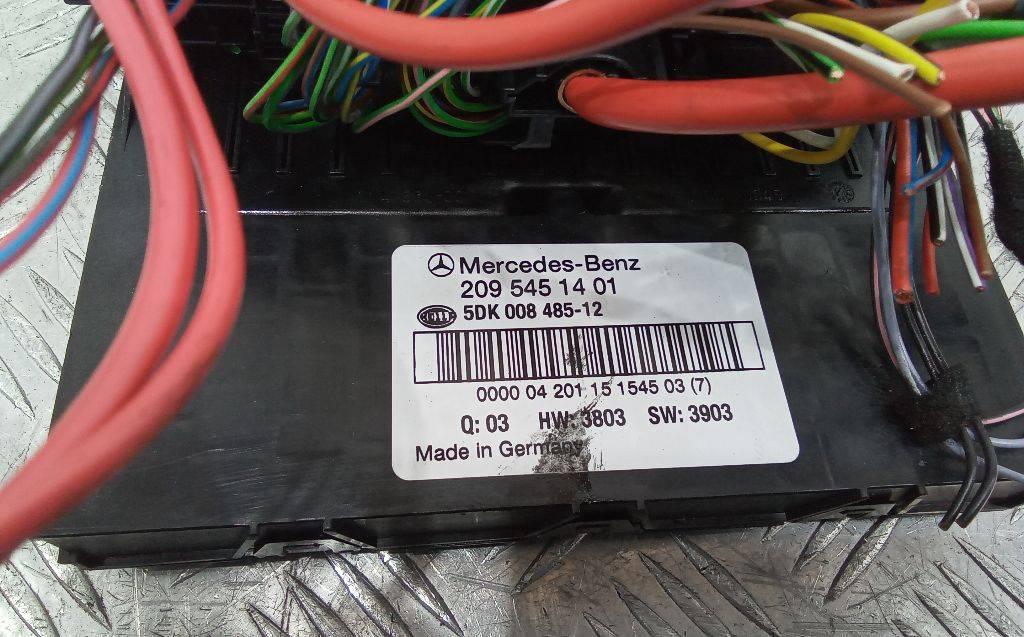 Mercedes-Benz
209 545 14 01
HELLA 5DK 008 485-12
0000 04 201 15 1545 03 (7)
Q: 03 HW: 3803 SW: 3903
Made in Germany